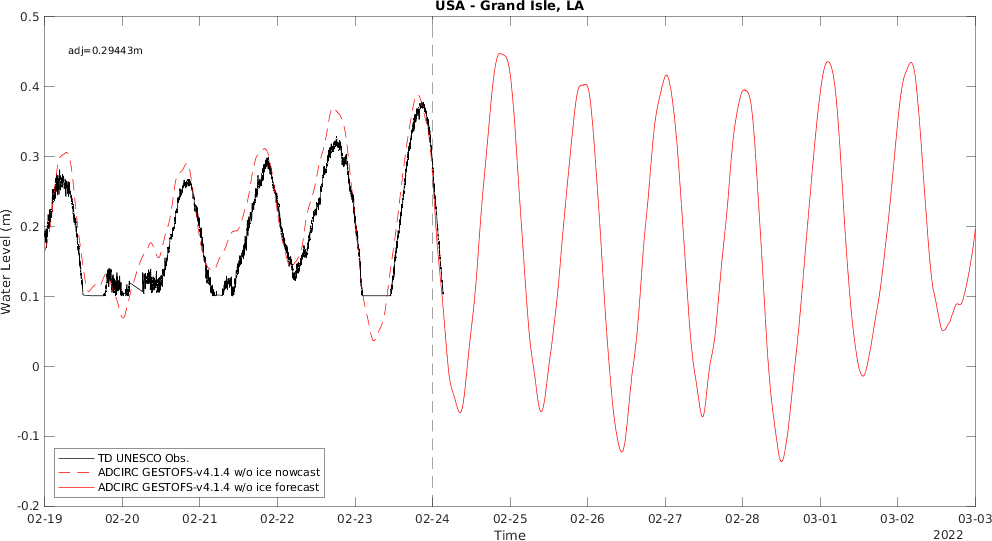 USA - Grand Isle, LA
adj=0.29443m
0.5
0.4
0.3
0.2
0.1
0
-0.1
-0.2
Water Level (m)
TD UNESCO Obs.
ADCIRC GESTOFS-v4.1.4 w/o ice nowcast
ADCIRC GESTOFS-v4.1.4 w/o ice forecast
02-19 02-20 02-21 02-22 02-23 02-24 02-25 02-26 02-27 02-28 03-01 03-02 03-03
Time
2022